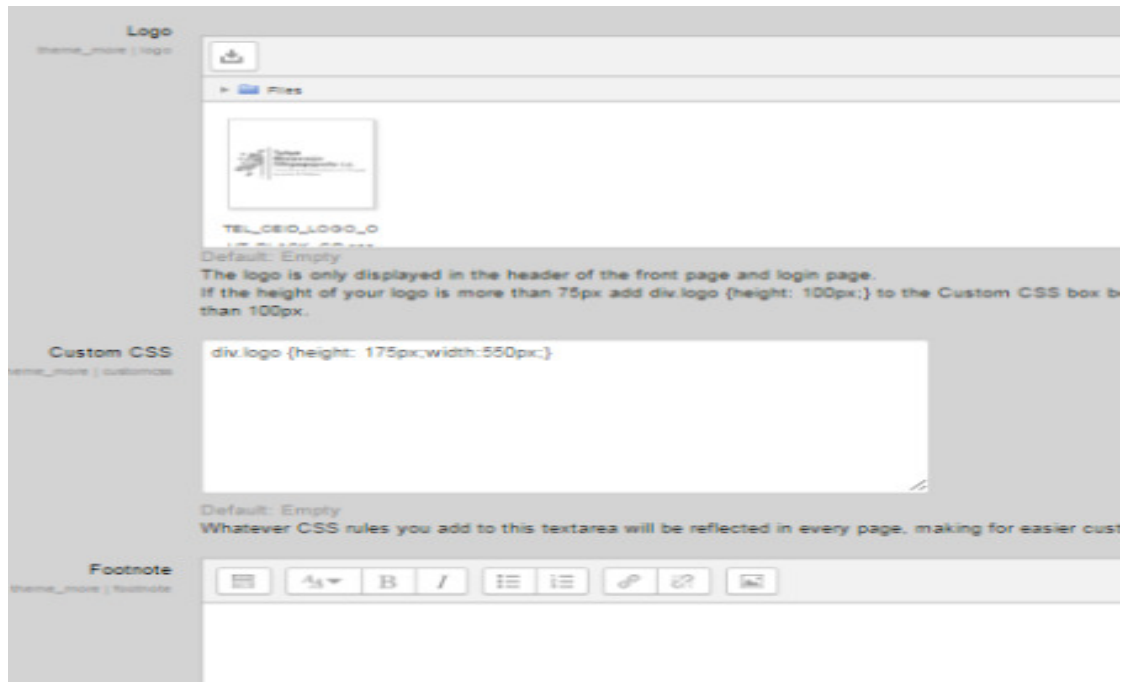 Logo
theme_more | logo
Files
TEL_CEID_LOGO_O
Default: Empty
The logo is only displayed in the header of the front page and login page.
If the height of your logo is more than 75px add div.logo {height: 100px;} to the Custom CSS box b
than 100px.
Custom CSS
div.logo {height: 175px;width:550px;}
heme_more | customcss
Default: Empty
Whatever CSS rules you add to this textarea will be reflected in every page, making for easier cust
Footnote
theme_more | footnote
B I